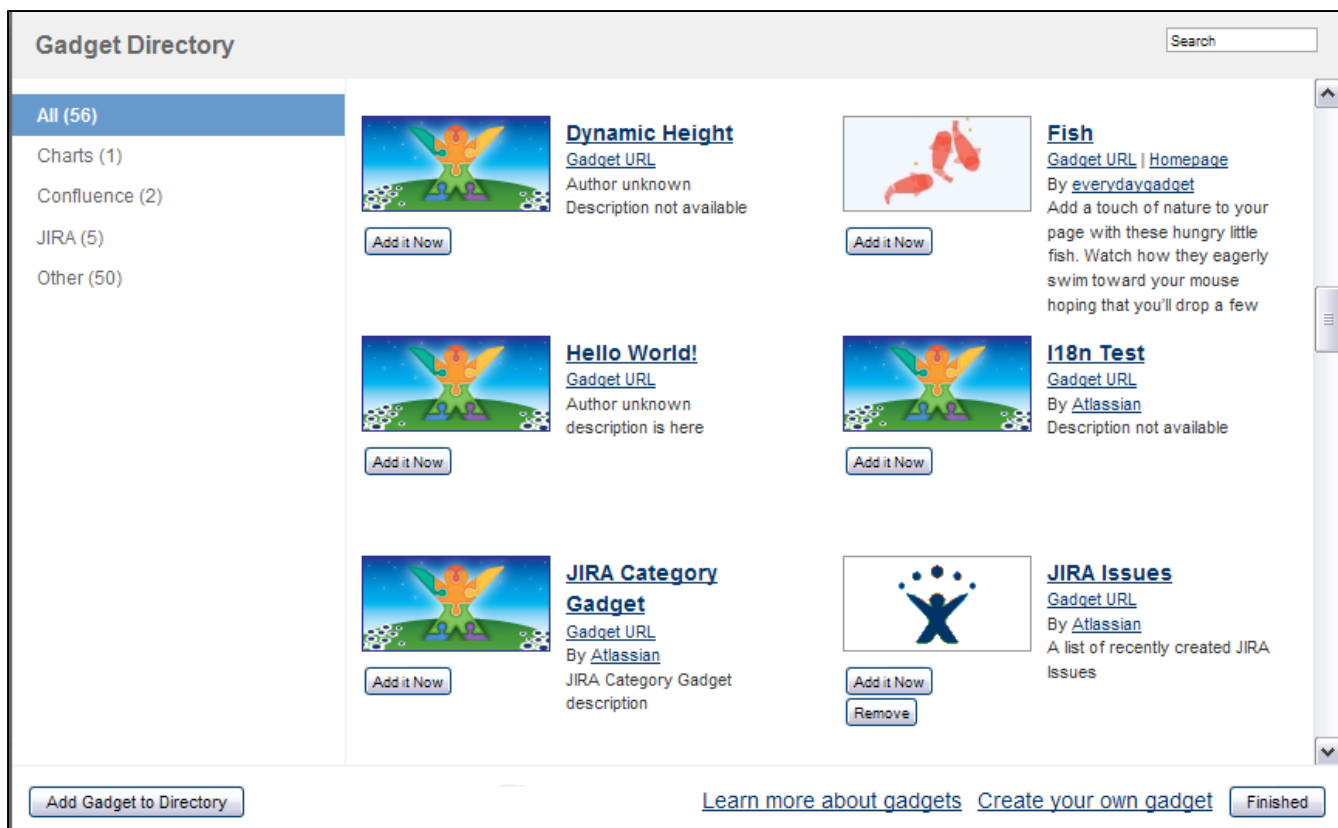 Gadget Directory
Search
All (56)
Charts (1)
Confluence (2)
JIRA (5)
Other (50)
Dynamic Height
Gadget URL
Author unknown
Description not available
Add it Now
Fish
Gadget URL | Homepage
By everydaygadget
Add a touch of nature to your
page with these hungry little
fish. Watch how they eagerly
swim toward your mouse
hoping that you'll drop a few
Add it Now
Hello World!
Gadget URL
Author unknown
description is here
Add it Now
I18n Test
Gadget URL
By Atlassian
Description not available
Add it Now
JIRA Category
Gadget
Gadget URL
By Atlassian
JIRA Category Gadget
description
Add it Now
JIRA Issues
Gadget URL
By Atlassian
A list of recently created JIRA
Issues
Add it Now
Remove
Add Gadget to Directory
Learn more about gadgets
Create your own gadget
Finished